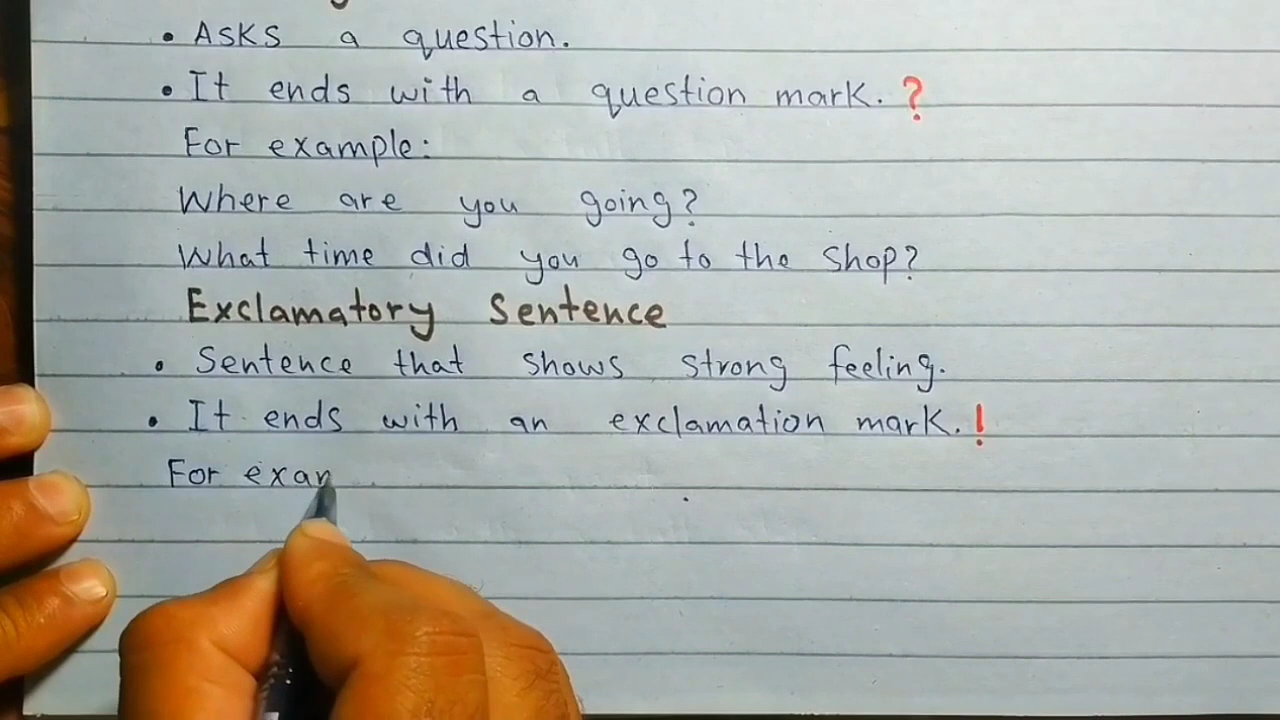 • Asks a question.
• It ends with a question mark. ?
For example:
Where are you going?
What time did you go to the shop?
Exclamatory Sentence
• Sentence that shows strong feeling.
• It ends with an exclamation mark. !
For exam